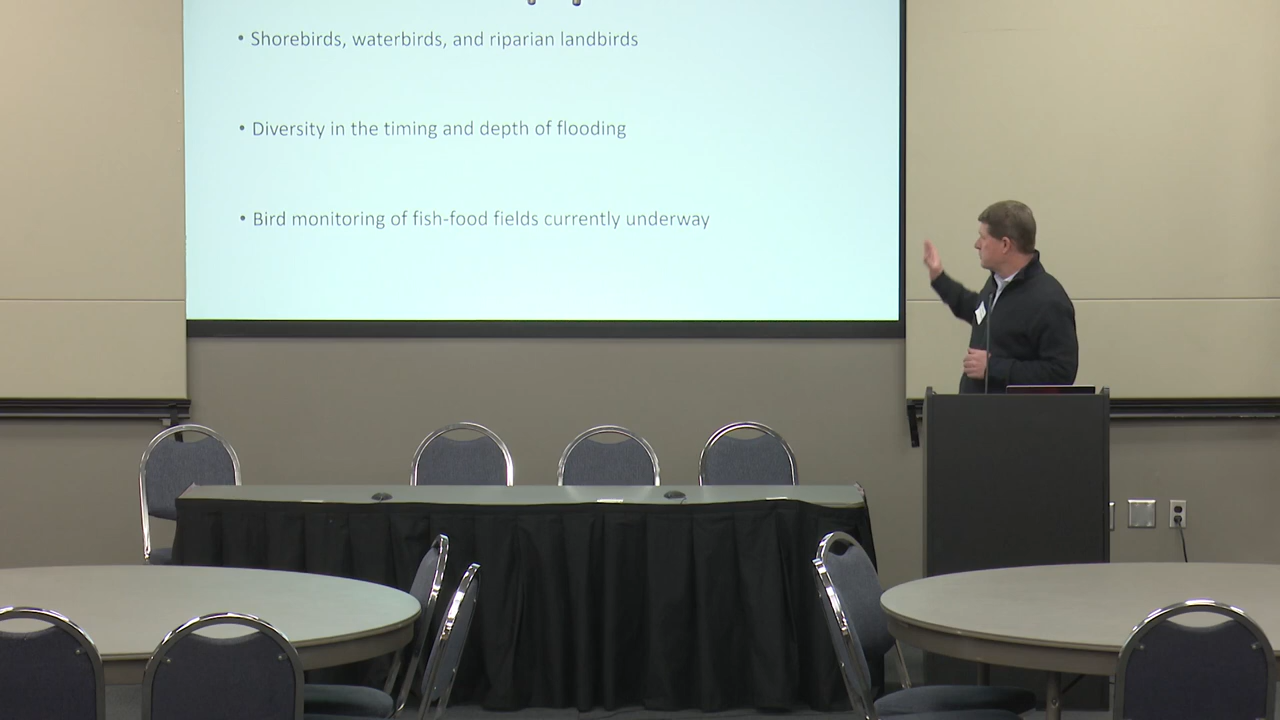 • Shorebirds, waterbirds, and riparian landbirds
• Diversity in the timing and depth of flooding
• Bird monitoring of fish-food fields currently underway